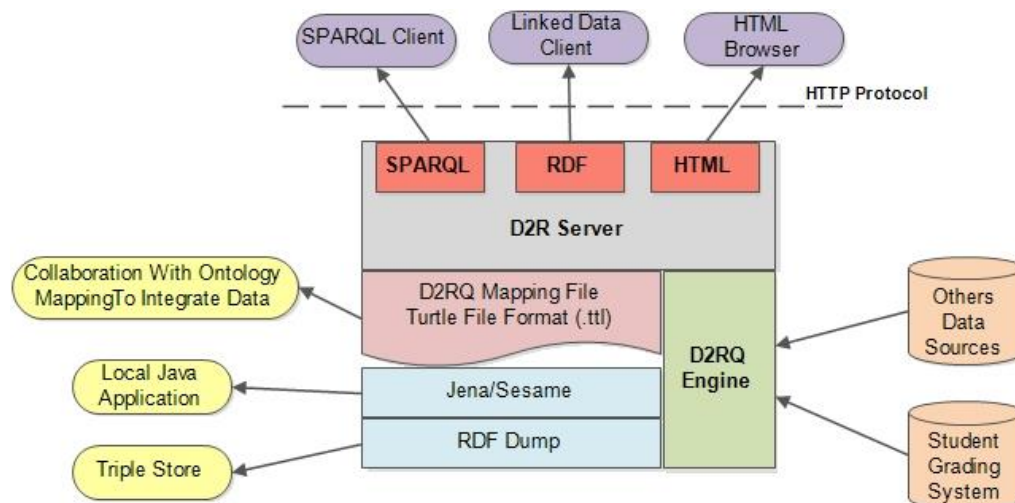 SPARQL Client
Linked Data
Client
HTML
Browser
HTTP Protocol
SPARQL
RDF
HTML
D2R Server
Collaboration With Ontology
MappingTo Integrate Data
D2RQ Mapping File
Turtle File Format (.ttl)
D2RQ
Engine
Others
Data
Sources
Local Java
Application
Jena/Sesame
RDF Dump
Triple Store
Student
Grading
System